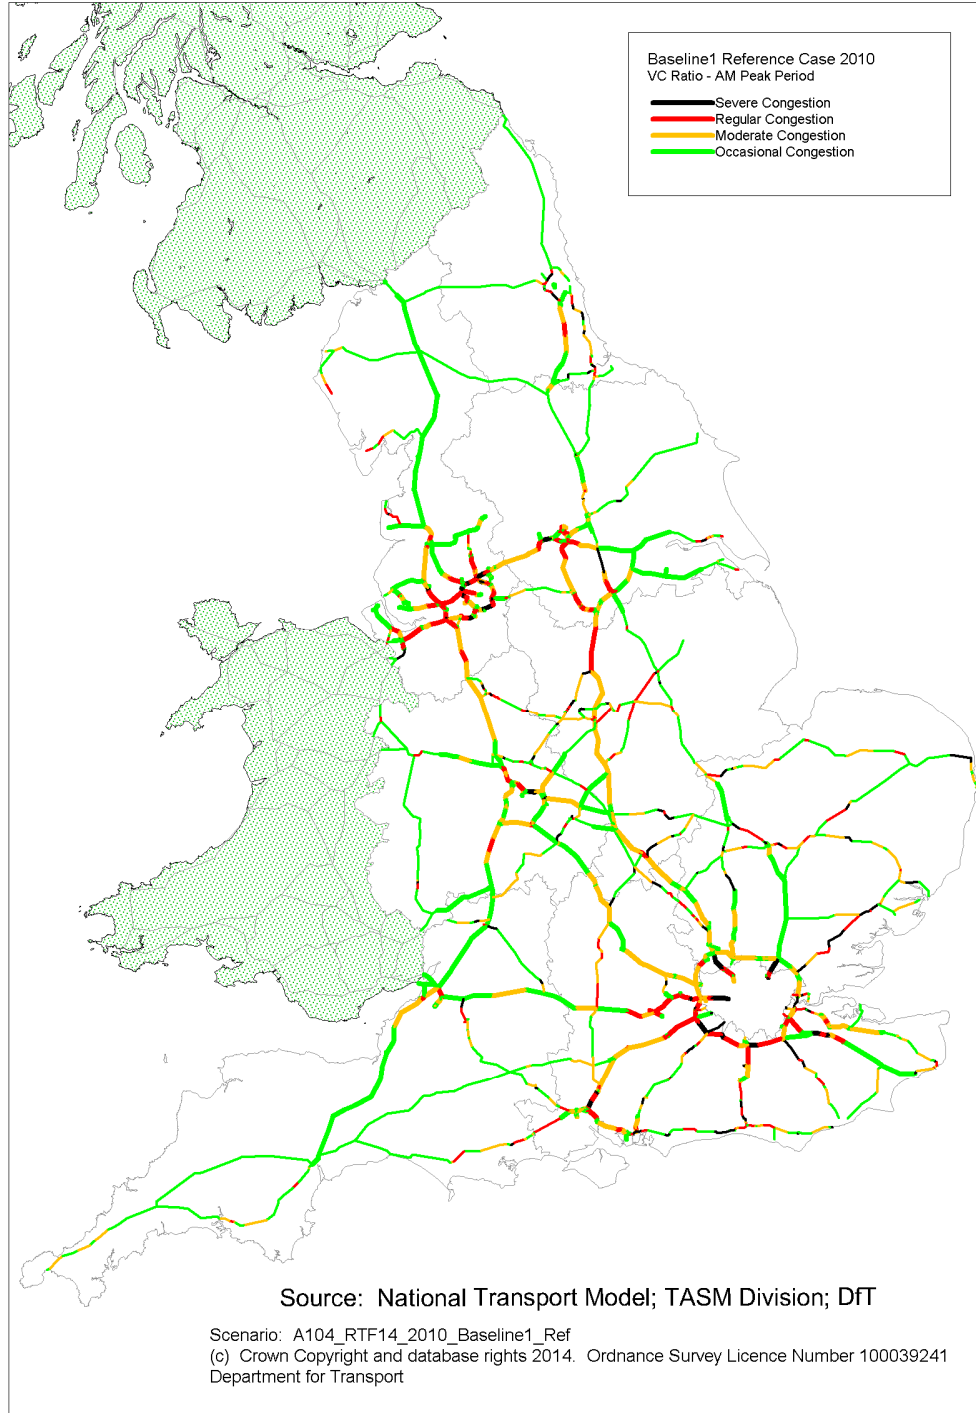 Baseline1 Reference Case 2010
VC Ratio - AM Peak Period
Severe Congestion
Regular Congestion
Moderate Congestion
Occasional Congestion
Source: National Transport Model; TASM Division; DfT
Scenario: A104_RTF14_2010_Baseline1_Ref
(c) Crown Copyright and database rights 2014. Ordnance Survey Licence Number 100039241
Department for Transport